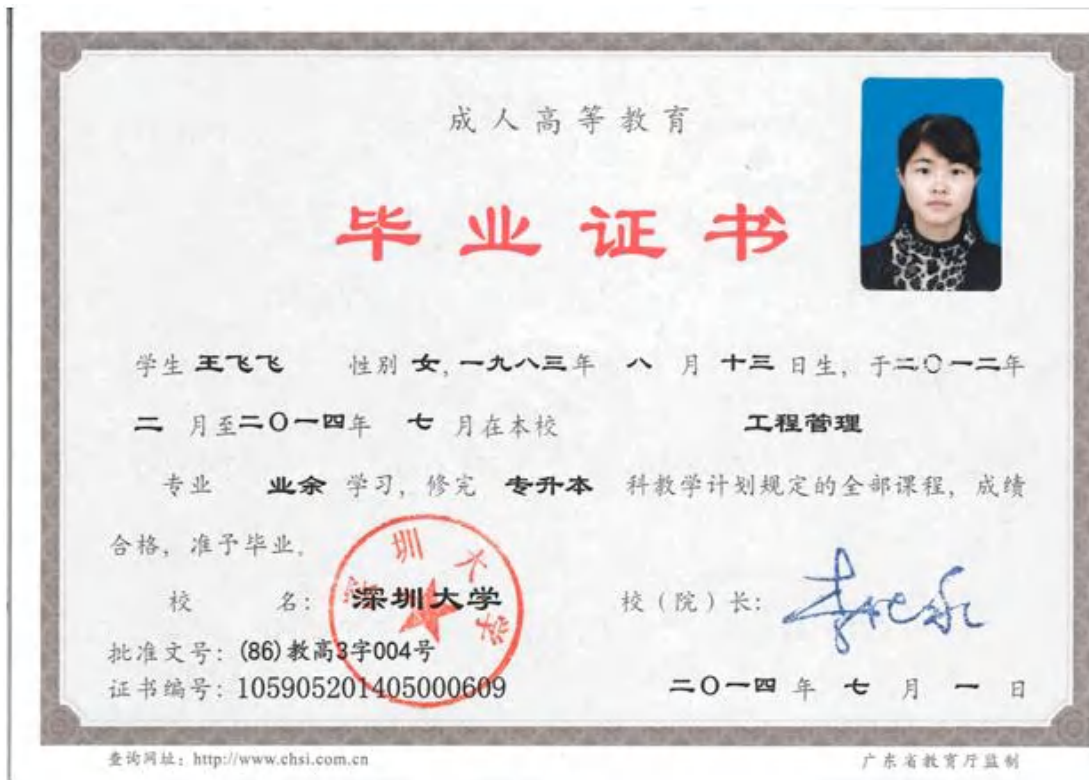 成人高等教育
毕业证书
学生 王飞飞 性别 女, 一九八三年 八 月 十三 日生, 于二〇一二年
二 月至二〇一四年 七 月在本校 工程管理
专业 业余 学习, 修完 专升本 科教学计划规定的全部课程, 成绩
合格, 准予毕业.
校 名: 深圳大学 校(院)长:
深圳大学
批准文号: (86)教高3字004号
证书编号: 105905201405000609 二〇一四 年 七 月 一 日
查询网址: http://www.chsi.com.cn 广东省教育厅监制